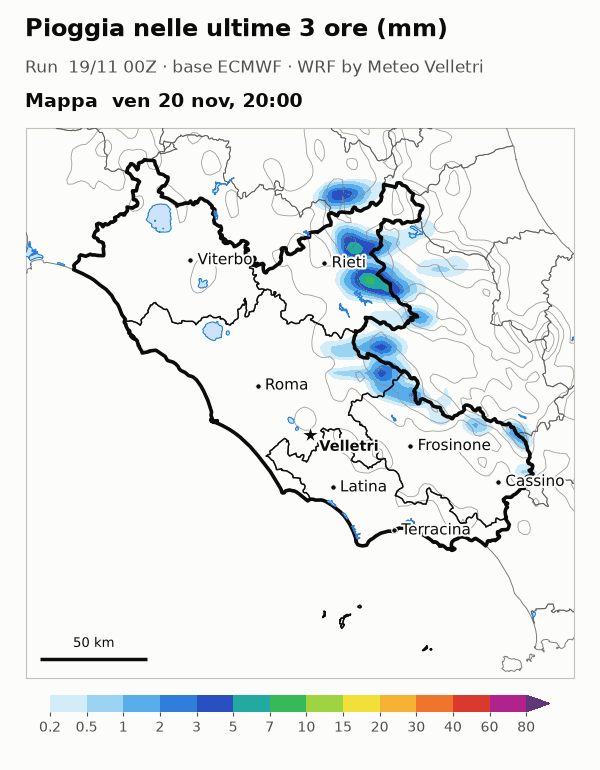 Pioggia nelle ultime 3 ore (mm)
Run  19/11 00Z · base ECMWF · WRF by Meteo Velletri
Mappa  ven 20 nov, 20:00
Viterbo
Rieti
Roma
Velletri
Frosinone
Cassino
Latina
Terracina
50 km
0.2 0.5 1 2 3 5 7 10 15 20 30 40 60 80